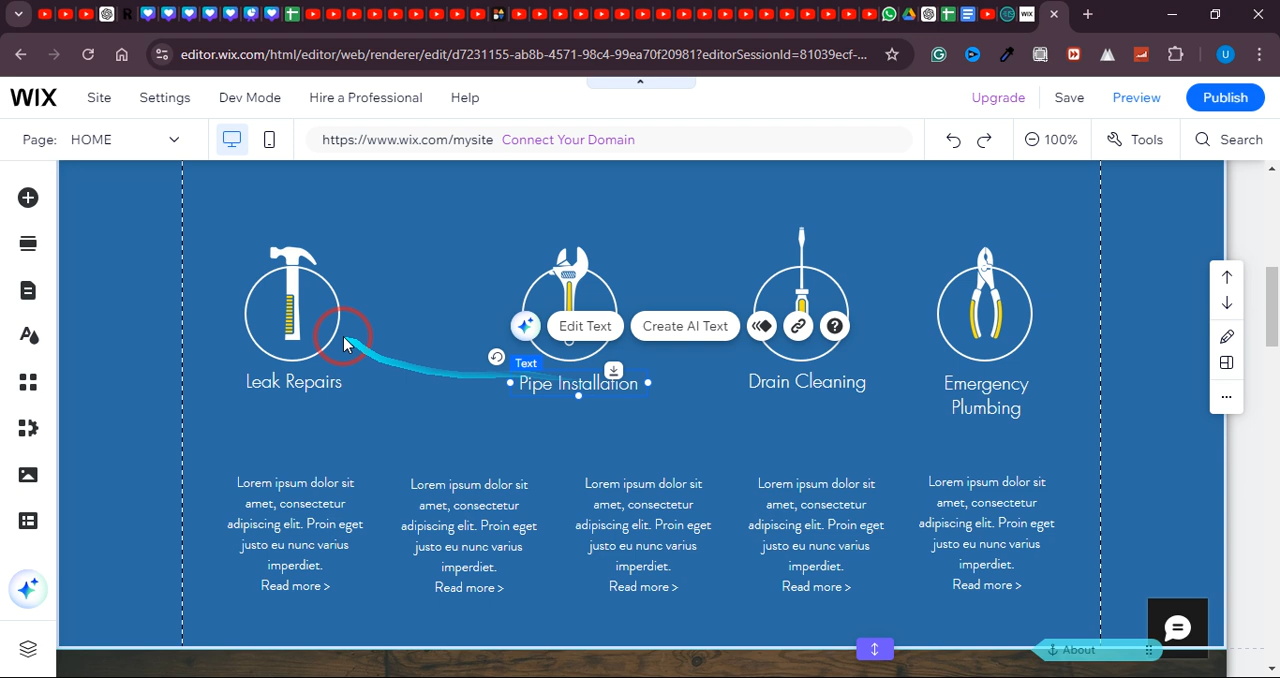 editor.wix.com/html/editor/web/renderer/edit/d7231155-ab8b-4571-98c4-99ea70f20981?editorSessionId=81039ecf-...
WIX Site Settings Dev Mode Hire a Professional Help Upgrade Save Preview Publish
Page: HOME https://www.wix.com/mysite Connect Your Domain 100% Tools Search
Edit Text Create AI Text
Text
Leak Repairs Pipe Installation Drain Cleaning Emergency
Plumbing
Lorem ipsum dolor sit
amet, consectetur
adipiscing elit. Proin eget
justo eu nunc varius
imperdiet.
Read more >
Lorem ipsum dolor sit
amet, consectetur
adipiscing elit. Proin eget
justo eu nunc varius
imperdiet.
Read more >
Lorem ipsum dolor sit
amet, consectetur
adipiscing elit. Proin eget
justo eu nunc varius
imperdiet.
Read more >
Lorem ipsum dolor sit
amet, consectetur
adipiscing elit. Proin eget
justo eu nunc varius
imperdiet.
Read more >
Lorem ipsum dolor sit
amet, consectetur
adipiscing elit. Proin eget
justo eu nunc varius
imperdiet.
Read more >
About